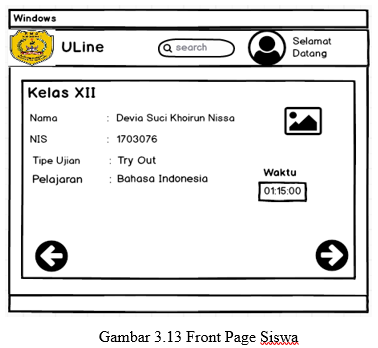 Windows
ULine
search
Selamat
Datang
Kelas XII
Nama : Devia Suci Khoirun Nissa
NIS : 1703076
Tipe Ujian : Try Out
Pelajaran : Bahasa Indonesia
Waktu
01:15:00
Gambar 3.13 Front Page Siswa